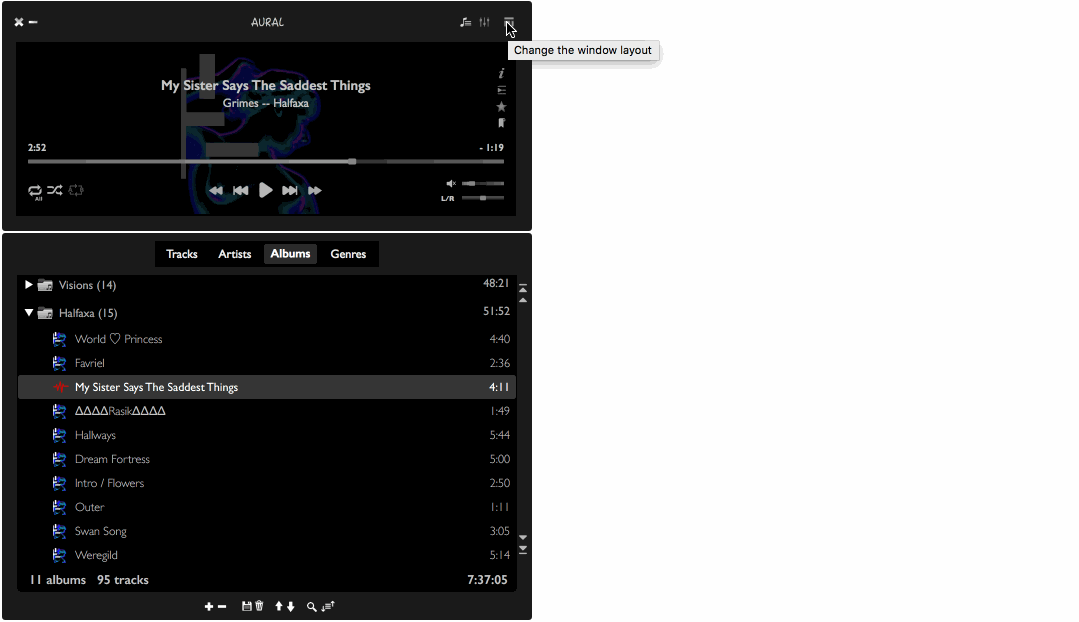 AURAL
Change the window layout
My Sister Says The Saddest Things
Grimes -- Halfaxa
2:52 - 1:19
All
L/R
Tracks Artists Albums Genres
Visions (14) 48:21
Halfaxa (15) 51:52
World ♡ Princess 4:40
Favriel 2:36
My Sister Says The Saddest Things 4:11
∆∆∆∆Rasik∆∆∆∆ 1:49
Hallways 5:44
Dream Fortress 5:00
Intro / Flowers 2:50
Outer 1:11
Swan Song 3:05
Weregild 5:14
11 albums 95 tracks 7:37:05